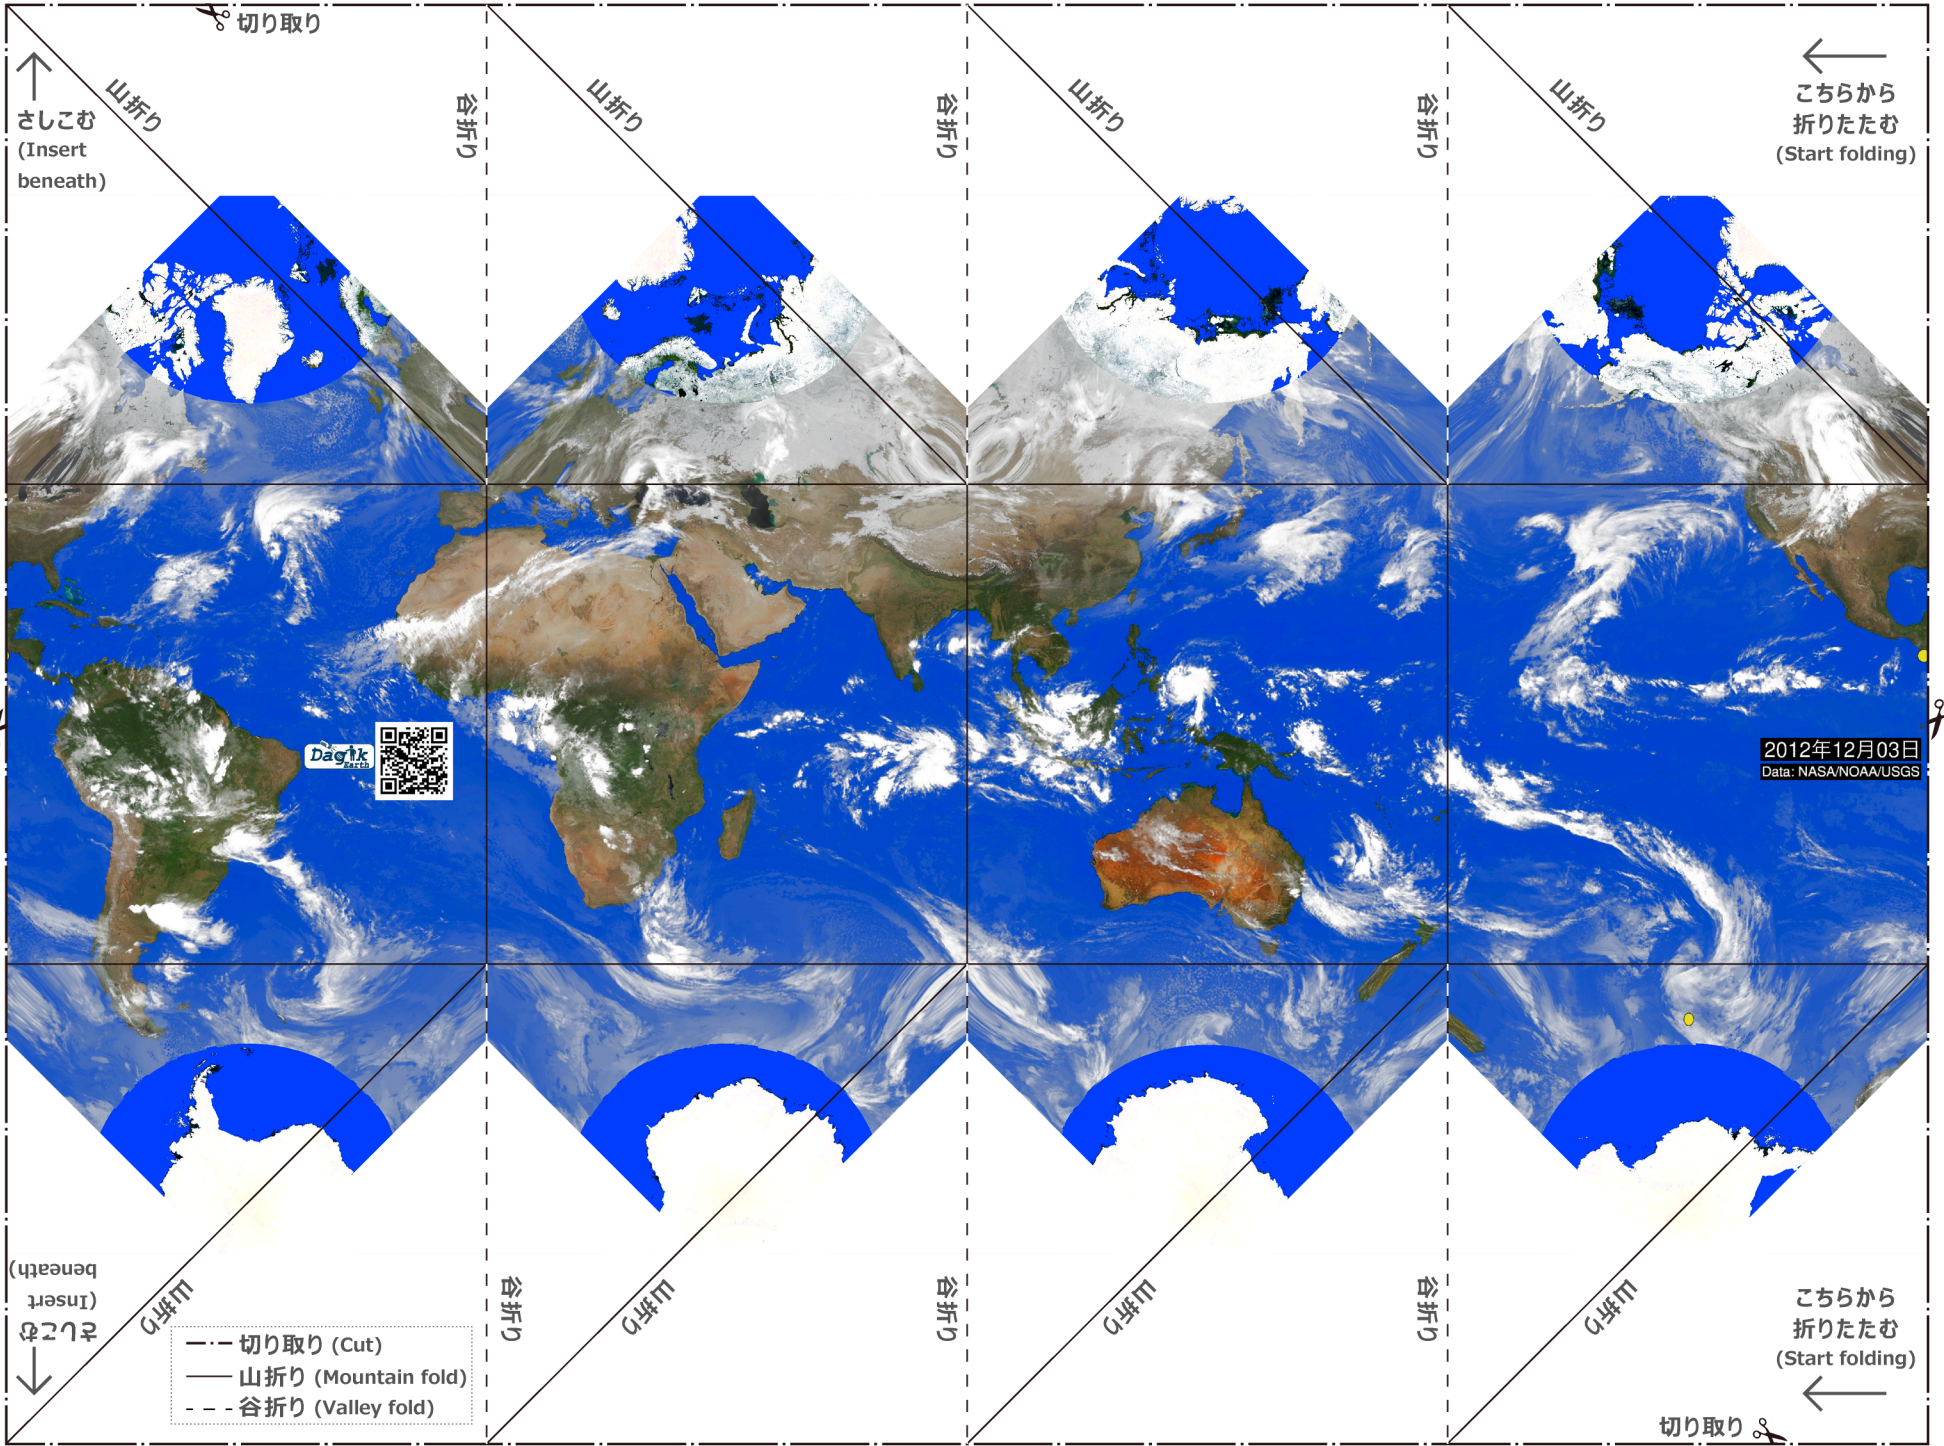 切り取り
山折り
谷折り
山折り
谷折り
山折り
谷折り
山折り
さしこむ
(Insert
beneath)
こちらから
折りたたむ
(Start folding)
Dagik
Earth
2012年12月03日
Data: NASA/NOAA/USGS
さしこむ
(Insert
beneath)
山折り
谷折り
山折り
谷折り
山折り
谷折り
山折り
こちらから
折りたたむ
(Start folding)
切り取り (Cut)
山折り (Mountain fold)
谷折り (Valley fold)
切り取り